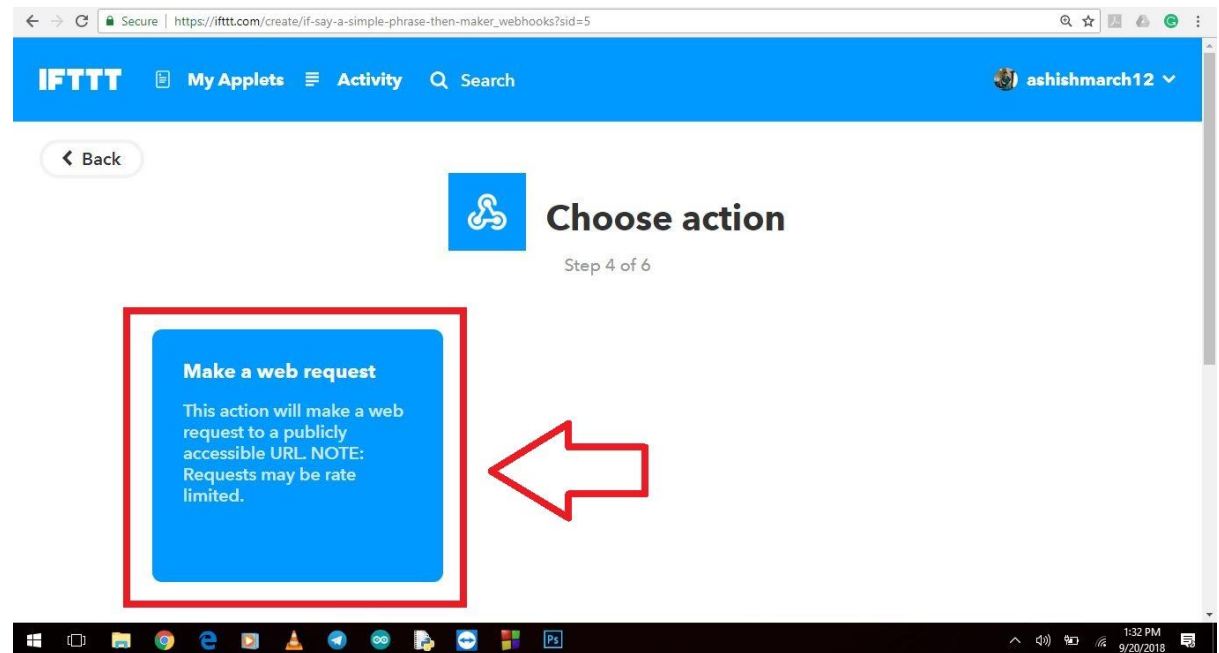 Secure | https://ifttt.com/create/if-say-a-simple-phrase-then-maker_webhooks?sid=5
IFTTT My Applets Activity Search ashishmarch12
Back
Choose action
Step 4 of 6
Make a web request
This action will make a web
request to a publicly
accessible URL. NOTE:
Requests may be rate
limited.
Ps
1:32 PM
9/20/2018